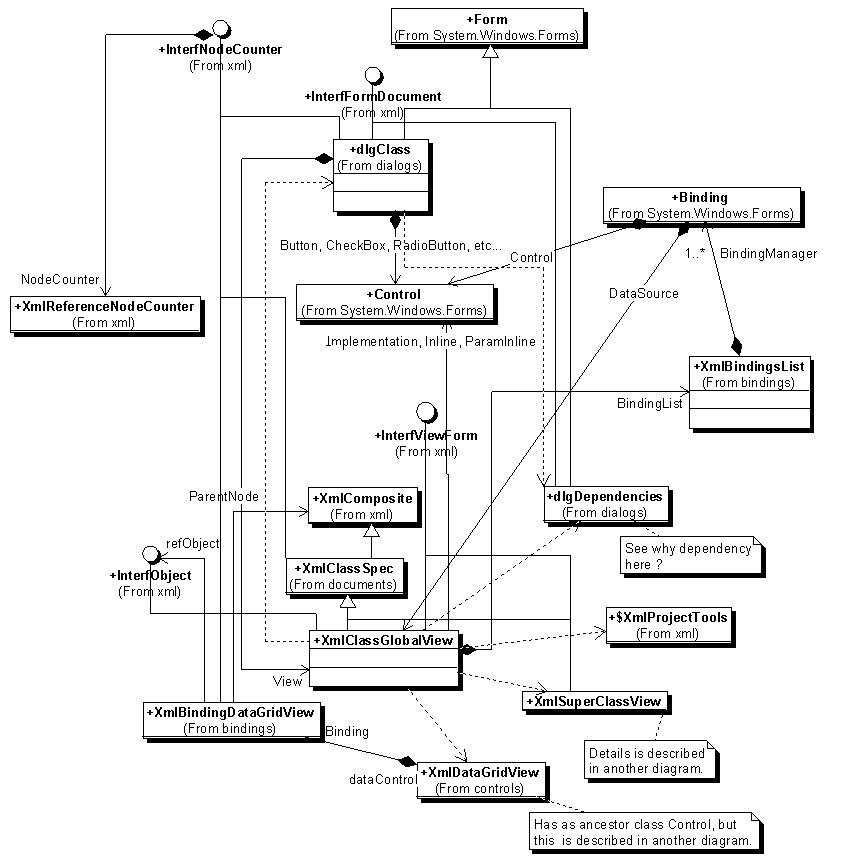 +Form
(From System.Windows.Forms)
+InterfNodeCounter
(From xml)
+InterfFormDocument
(From xml)
+dlgClass
(From dialogs)
+Binding
(From System.Windows.Forms)
Button, CheckBox, RadioButton, etc...
Control
1..*
BindingManager
NodeCounter
+Control
(From System.Windows.Forms)
DataSource
+XmlReferenceNodeCounter
(From xml)
Implementation, Inline, ParamInline
+XmlBindingsList
(From bindings)
BindingList
+InterfViewForm
(From xml)
ParentNode
+XmlComposite
(From xml)
+dlgDependencies
(From dialogs)
refObject
See why dependency
here ?
+InterfObject
(From xml)
+XmlClassSpec
(From documents)
+$XmlProjectTools
(From xml)
+XmlClassGlobalView
View
+XmlSuperClassView
+XmlBindingDataGridView
(From bindings)
Binding
Details is described
in another diagram.
dataControl
+XmlDataGridView
(From controls)
Has as ancestor class Control, but
this is described in another diagram.